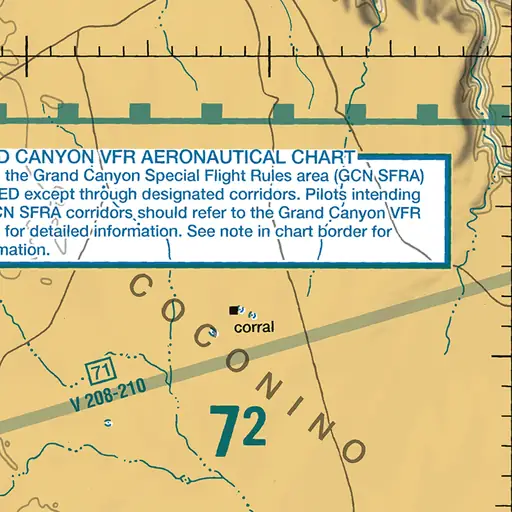 D CANYON VFR AERONAUTICAL CHART
the Grand Canyon Special Flight Rules area (GCN SFRA)
ED except through designated corridors. Pilots intending
CN SFRA corridors should refer to the Grand Canyon VFR
for detailed information. See note in chart border for
mation.
COCONINO
corral
71
V 208-210
72